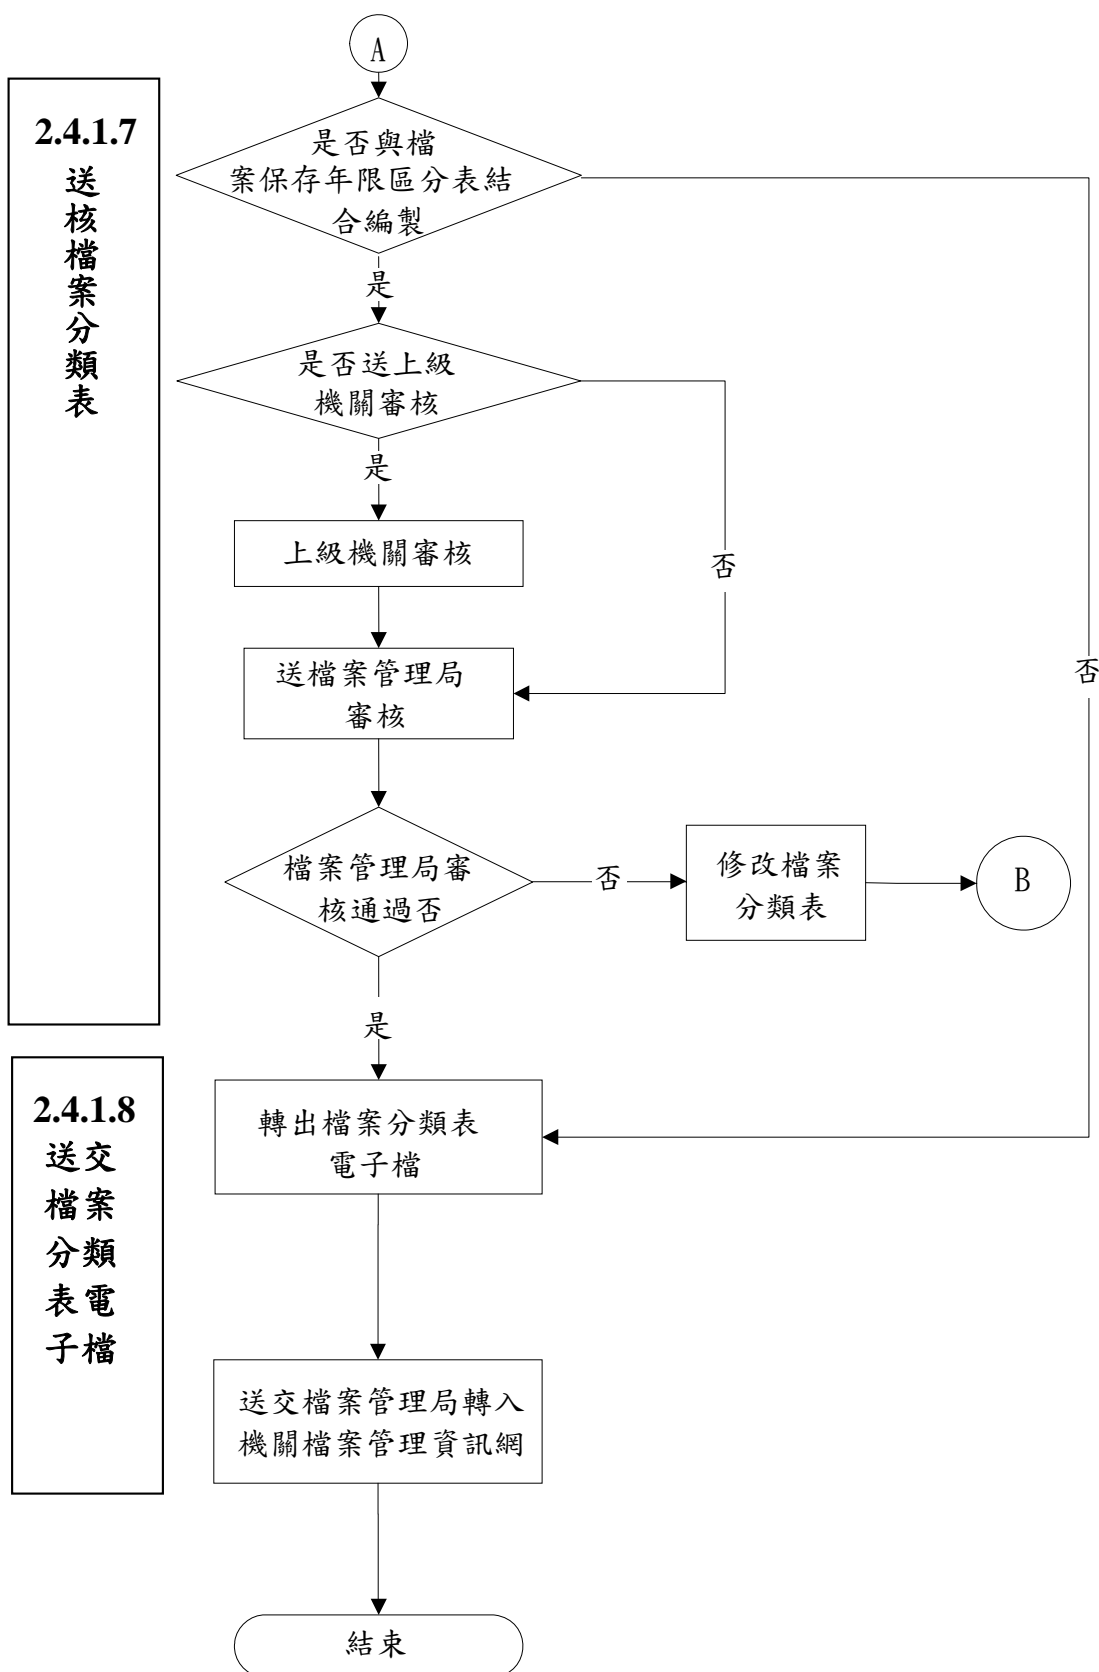 A
2.4.1.7
送
核
檔
案
分
類
表
是否與檔
案保存年限區分表結
合編製
是
是否送上級
機關審核
是
上級機關審核
否
送檔案管理局
審核
否
檔案管理局審
核通過否
否
修改檔案
分類表
B
是
2.4.1.8
送交
檔案
分類
表電
子檔
轉出檔案分類表
電子檔
送交檔案管理局轉入
機關檔案管理資訊網
結束